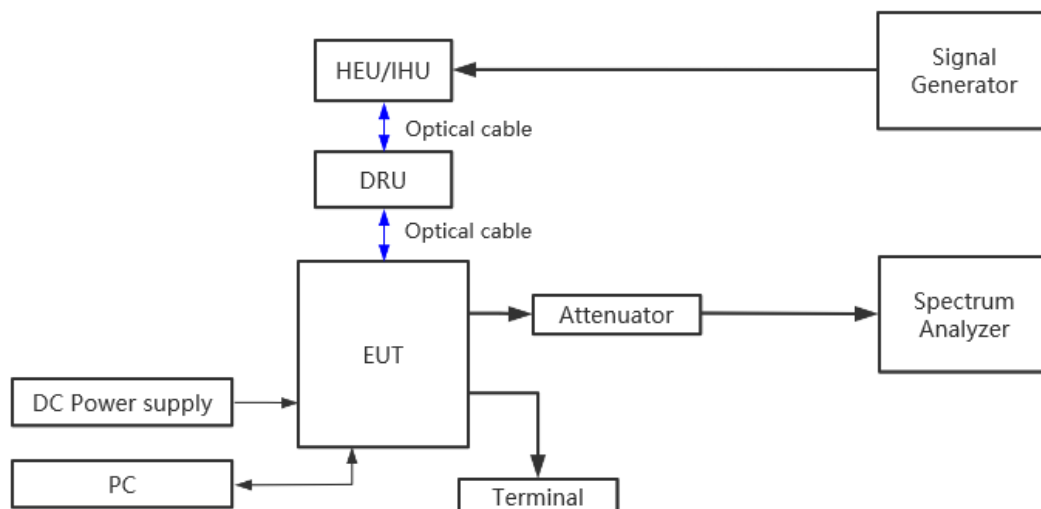 HEU/IHU
Signal
Generator
Optical cable
DRU
Optical cable
EUT
Attenuator
Spectrum
Analyzer
DC Power supply
PC
Terminal